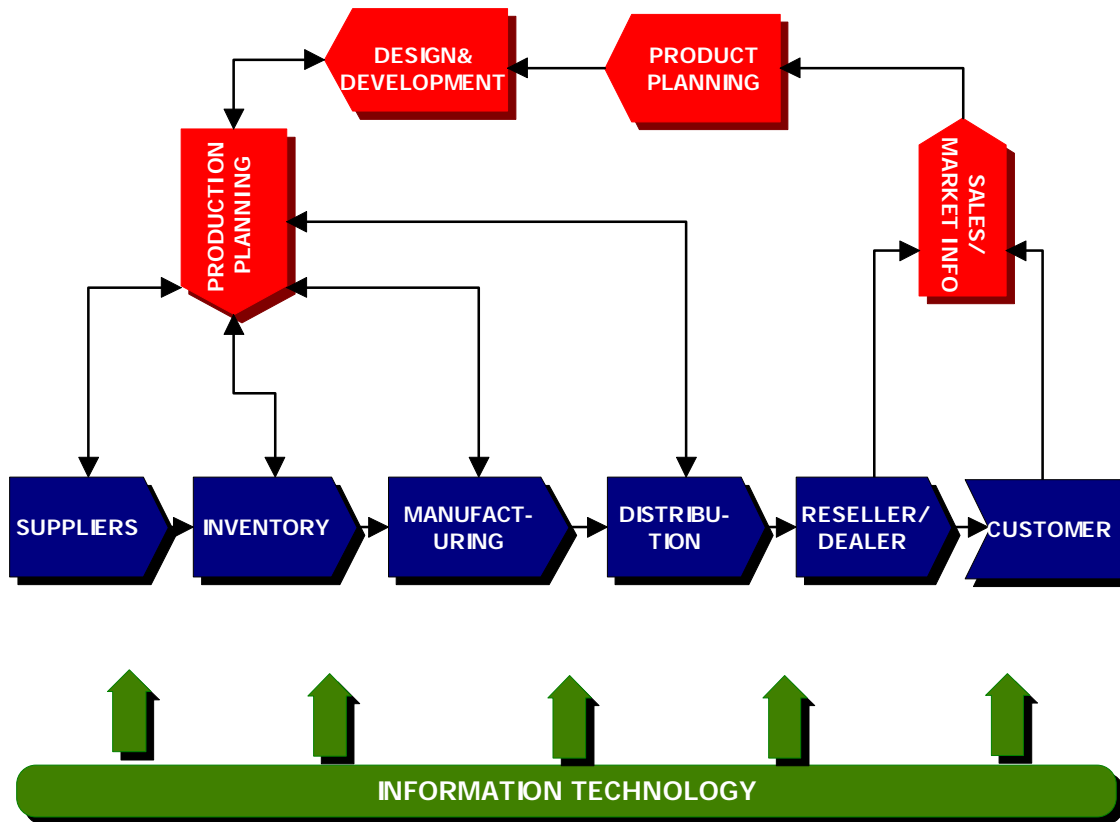 DESIGN&
DEVELOPMENT
PRODUCT
PLANNING
PRODUCTION
PLANNING
SALES/
MARKET INFO
SUPPLIERS
INVENTORY
MANUFACT-
URING
DISTRIBU-
TION
RESELLER/
DEALER
CUSTOMER
INFORMATION TECHNOLOGY